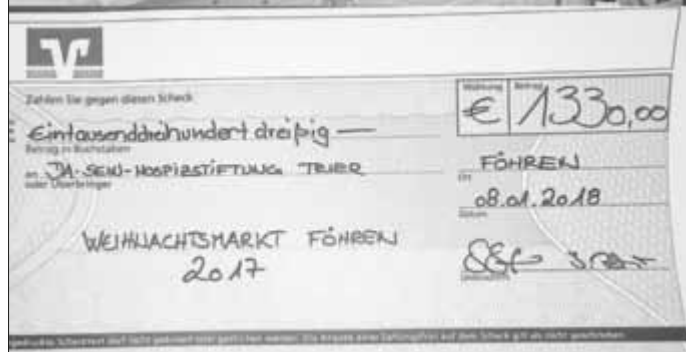 Zahlen Sie gegen diesen Scheck
Währung Betrag
€ 1330,00
€ Eintausenddreihundert dreißig —
Betrag in Buchstaben
an JA-SEIN-HOSPIZSTIFTUNG TRIER
oder Überbringer
FÖHREN
Ort
08.01.2018
Datum
WEIHNACHTSMARKT FÖHREN
2017